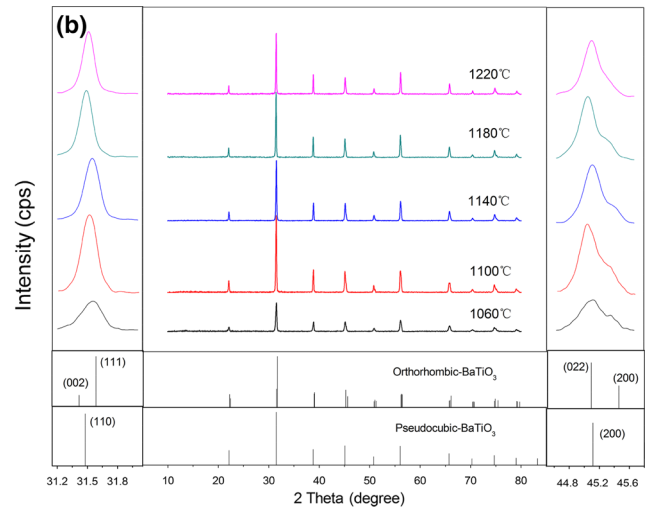 (b)
1220℃
1180℃
1140℃
1100℃
1060℃
Intensity (cps)
(111)
(002)
Orthorhombic-BaTiO3
(022)
(200)
(110)
Pseudocubic-BaTiO3
(200)
31.2 31.5 31.8
10 20 30 40 50 60 70 80
44.8 45.2 45.6
2 Theta (degree)